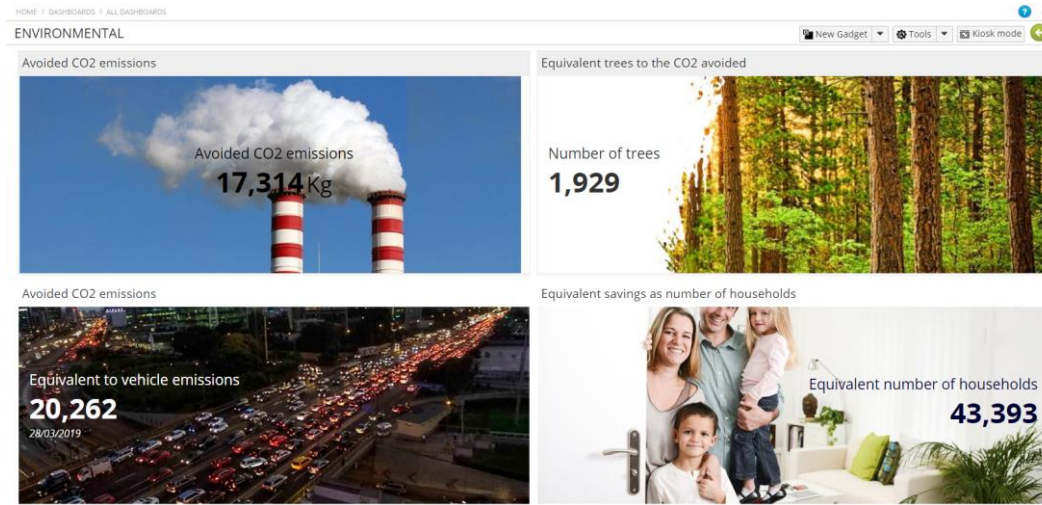 HOME > DASHBOARDS > ALL DASHBOARDS
?
ENVIRONMENTAL
New Gadget Tools Kiosk mode
Avoided CO2 emissions
Avoided CO2 emissions
17,314 Kg
Equivalent trees to the CO2 avoided
Number of trees
1,929
Avoided CO2 emissions
Equivalent to vehicle emissions
20,262
28/03/2019
Equivalent savings as number of households
Equivalent number of households
43,393